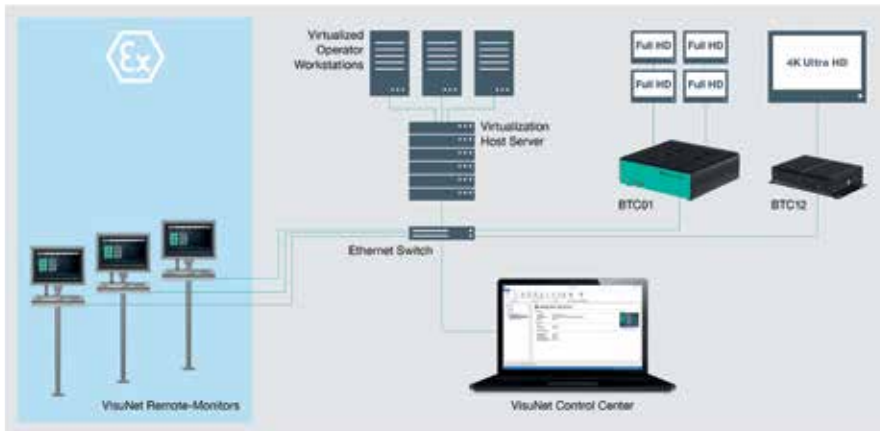 Ex
Virtualized
Operator
Workstations
Full HD
Full HD
Full HD
Full HD
4K Ultra HD
Virtualization
Host Server
BTC01
BTC12
Ethernet Switch
VisuNet Remote-Monitors
VisuNet Control Center